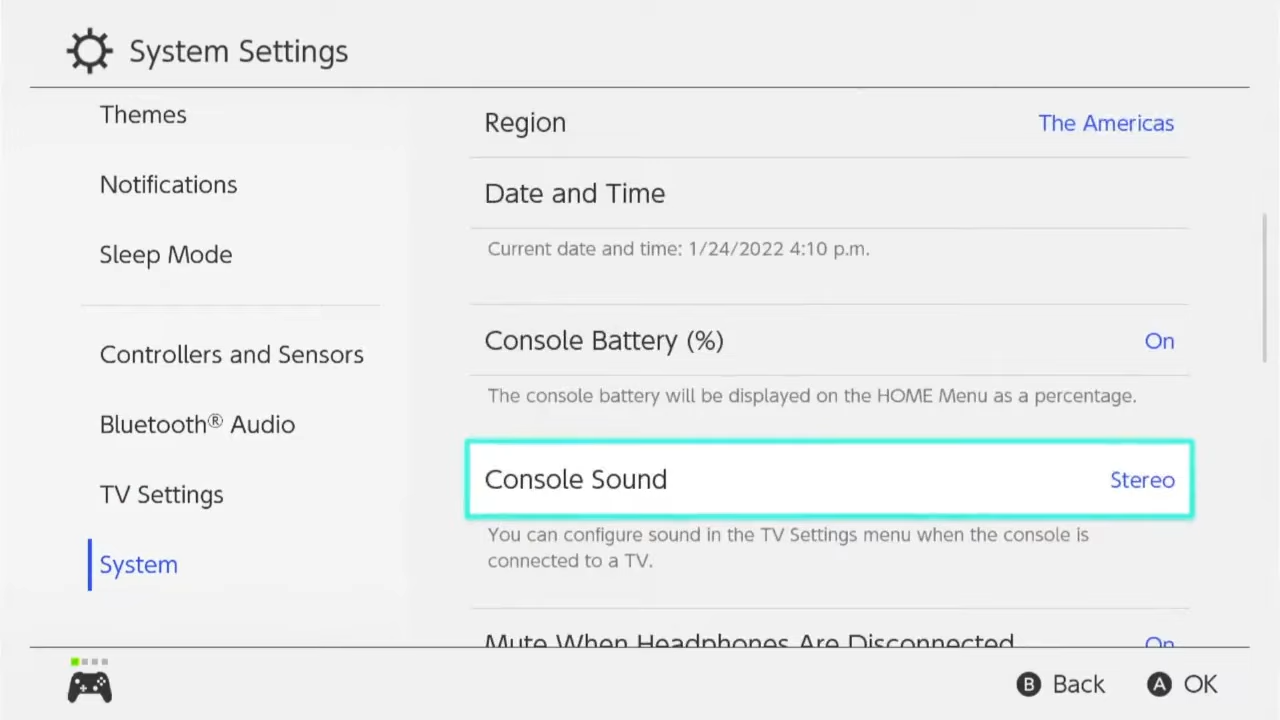 System Settings
Themes
Notifications
Sleep Mode
Controllers and Sensors
Bluetooth® Audio
TV Settings
System
Region The Americas
Date and Time
Current date and time: 1/24/2022 4:10 p.m.
Console Battery (%) On
The console battery will be displayed on the HOME Menu as a percentage.
Console Sound Stereo
You can configure sound in the TV Settings menu when the console is
connected to a TV.
Mute When Headphones Are Disconnected On
B Back A OK